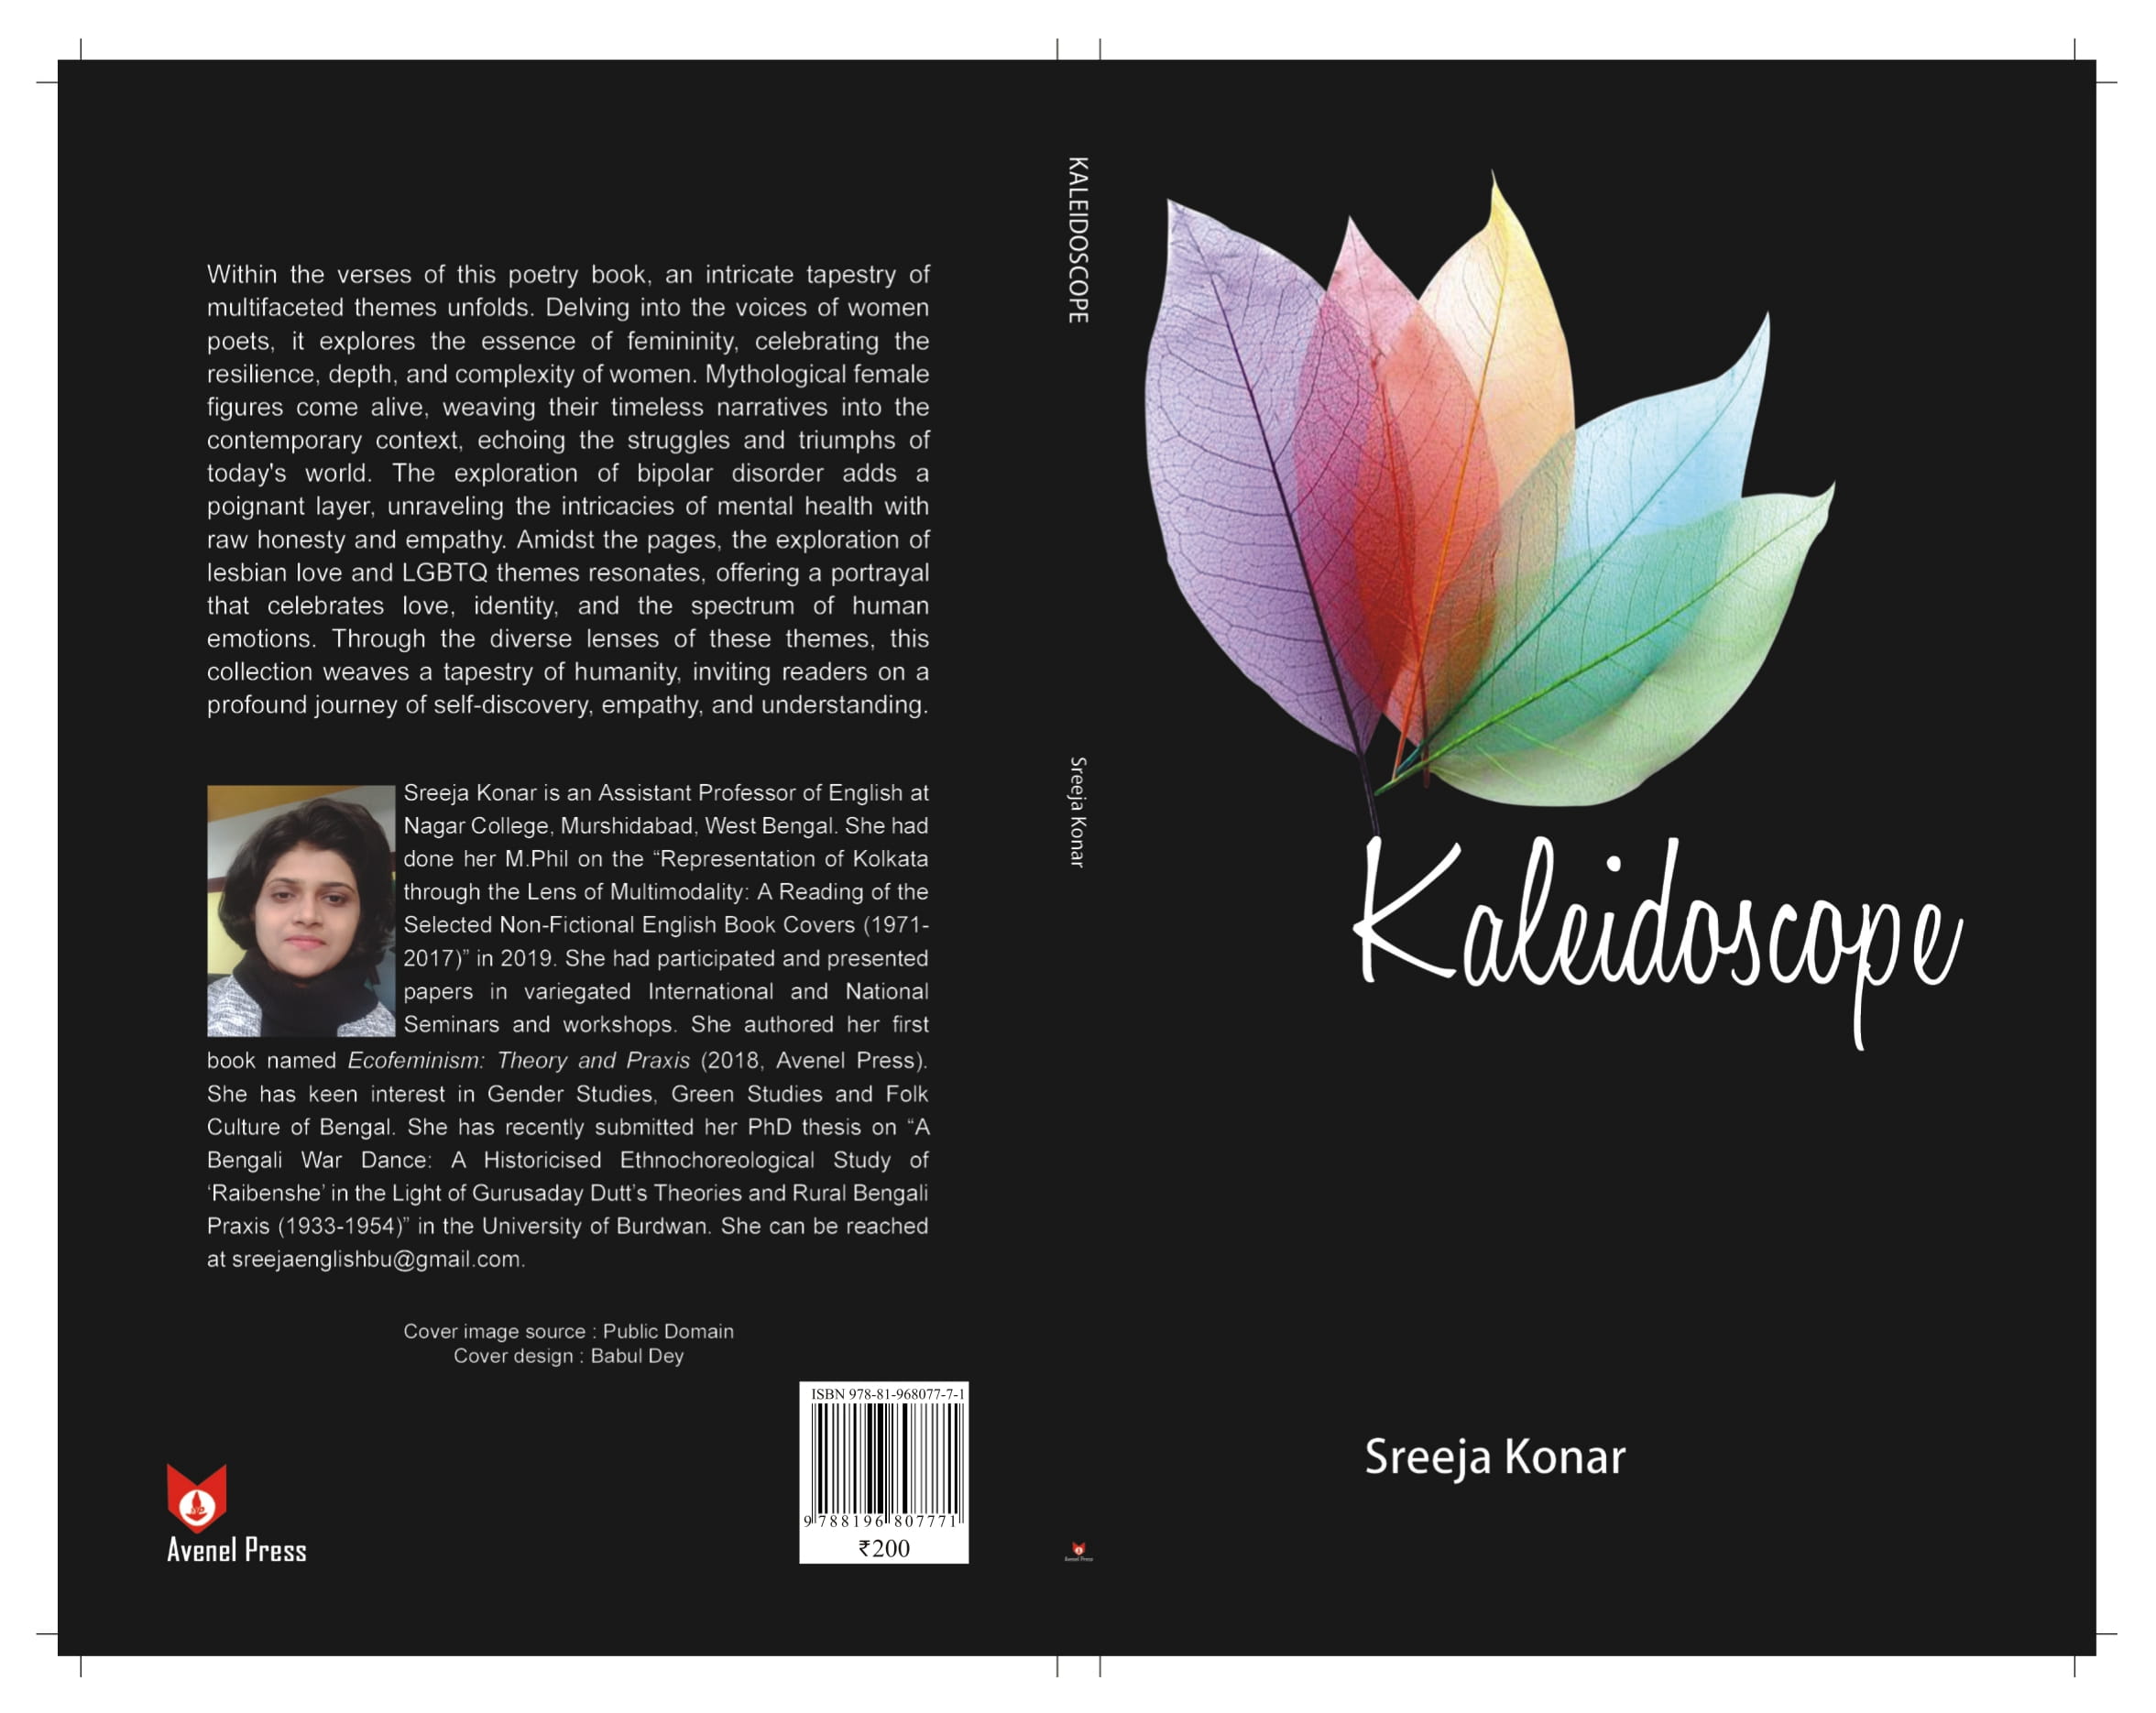 Within the verses of this poetry book, an intricate tapestry of
multifaceted themes unfolds. Delving into the voices of women
poets, it explores the essence of femininity, celebrating the
resilience, depth, and complexity of women. Mythological female
figures come alive, weaving their timeless narratives into the
contemporary context, echoing the struggles and triumphs of
today's world. The exploration of bipolar disorder adds a
poignant layer, unraveling the intricacies of mental health with
raw honesty and empathy. Amidst the pages, the exploration of
lesbian love and LGBTQ themes resonates, offering a portrayal
that celebrates love, identity, and the spectrum of human
emotions. Through the diverse lenses of these themes, this
collection weaves a tapestry of humanity, inviting readers on a
profound journey of self-discovery, empathy, and understanding.
Sreeja Konar is an Assistant Professor of English at
Nagar College, Murshidabad, West Bengal. She had
done her M.Phil on the “Representation of Kolkata
through the Lens of Multimodality: A Reading of the
Selected Non-Fictional English Book Covers (1971-
2017)” in 2019. She had participated and presented
papers in variegated International and National
Seminars and workshops. She authored her first
book named Ecofeminism: Theory and Praxis (2018, Avenel Press).
She has keen interest in Gender Studies, Green Studies and Folk
Culture of Bengal. She has recently submitted her PhD thesis on “A
Bengali War Dance: A Historicised Ethnochoreological Study of
‘Raibenshe’ in the Light of Gurusaday Dutt’s Theories and Rural Bengali
Praxis (1933-1954)” in the University of Burdwan. She can be reached
at sreejaenglishbu@gmail.com.
Cover image source : Public Domain
Cover design : Babul Dey
ISBN 978-81-968077-7-1
9 788196 807771
₹200
Avenel Press
KALEIDOSCOPE
Sreeja Konar
Avenel Press
Kaleidoscope
Sreeja Konar